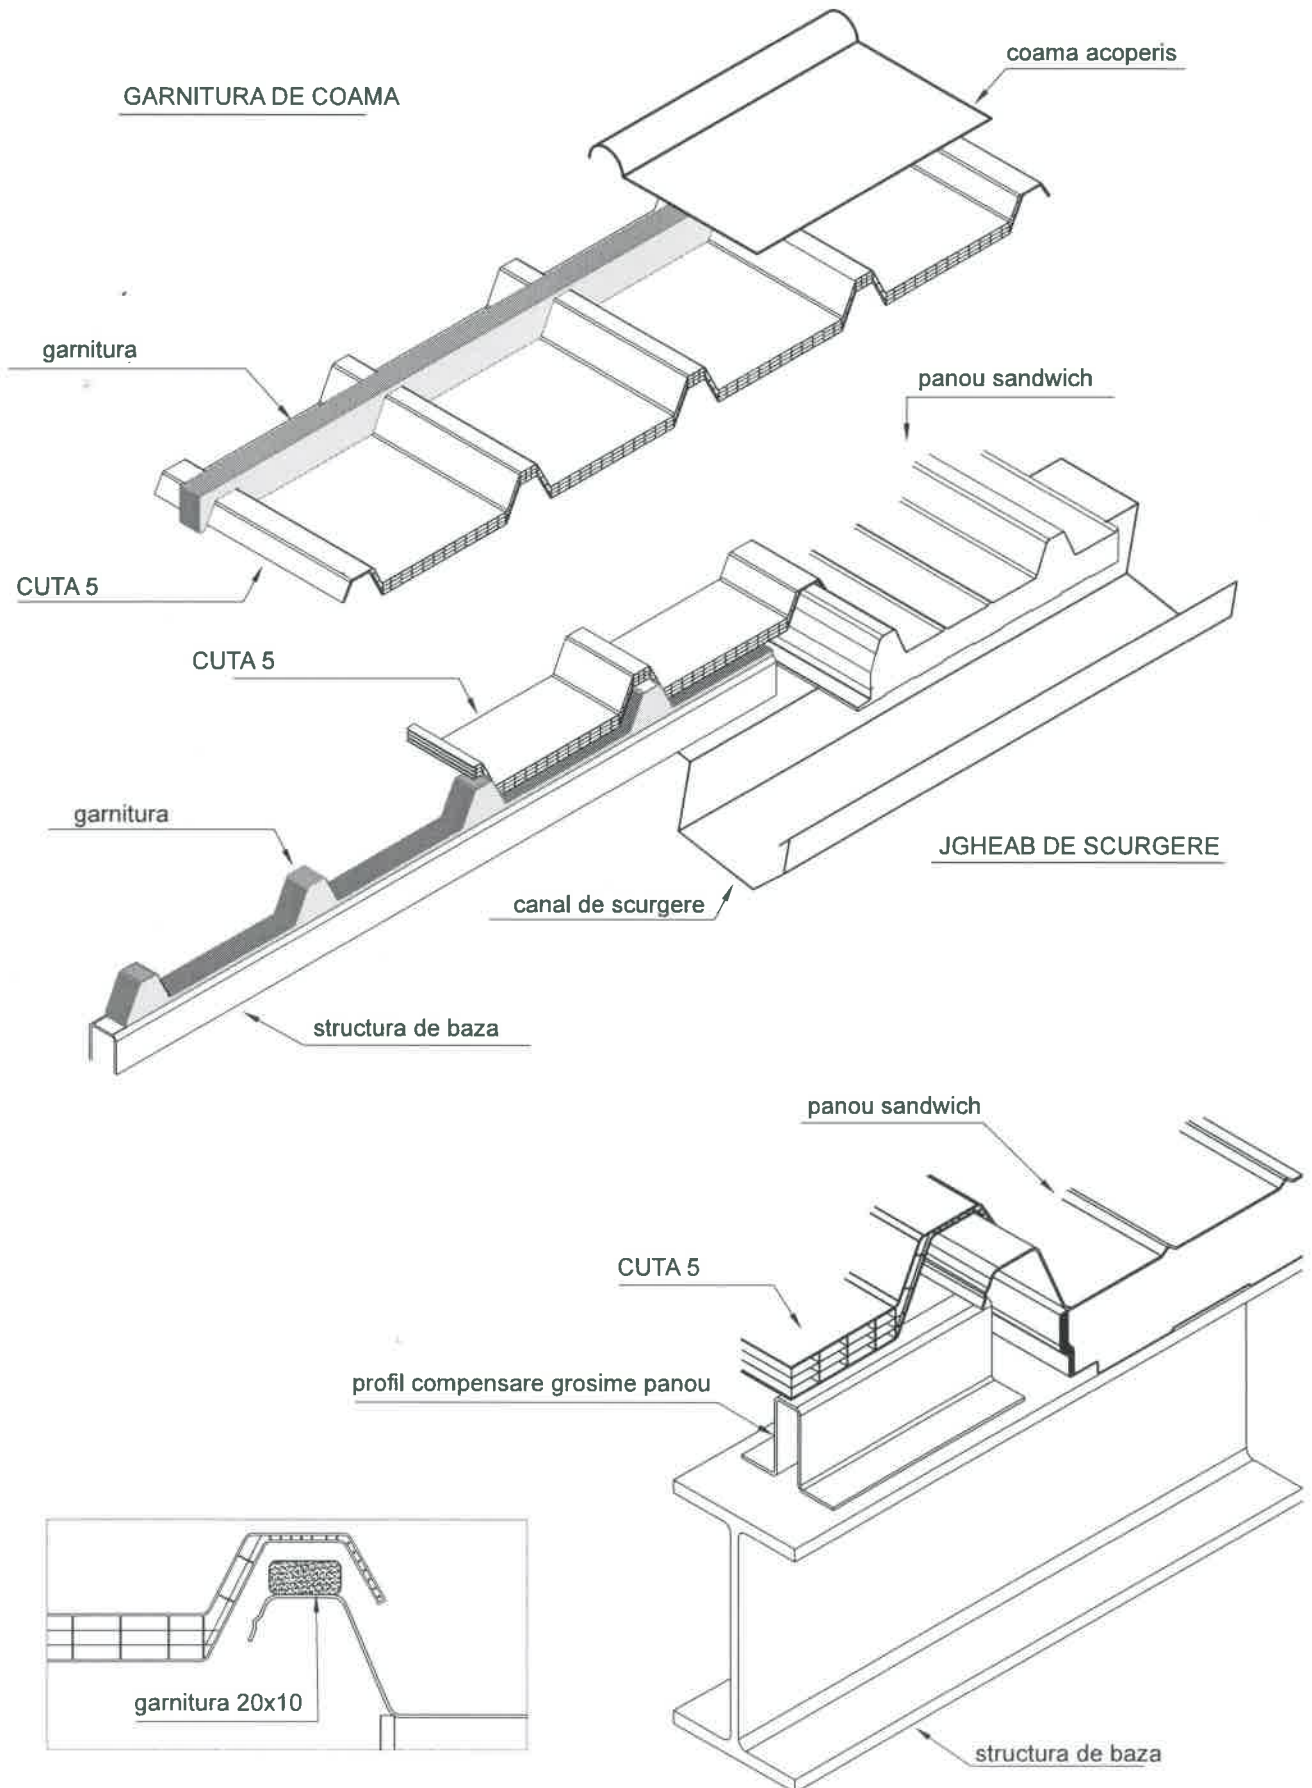 coama acoperis
GARNITURA DE COAMA
garnitura
panou sandwich
CUTA 5
CUTA 5
garnitura
JGHEAB DE SCURGERE
canal de scurgere
structura de baza
panou sandwich
CUTA 5
profil compensare grosime panou
garnitura 20x10
structura de baza